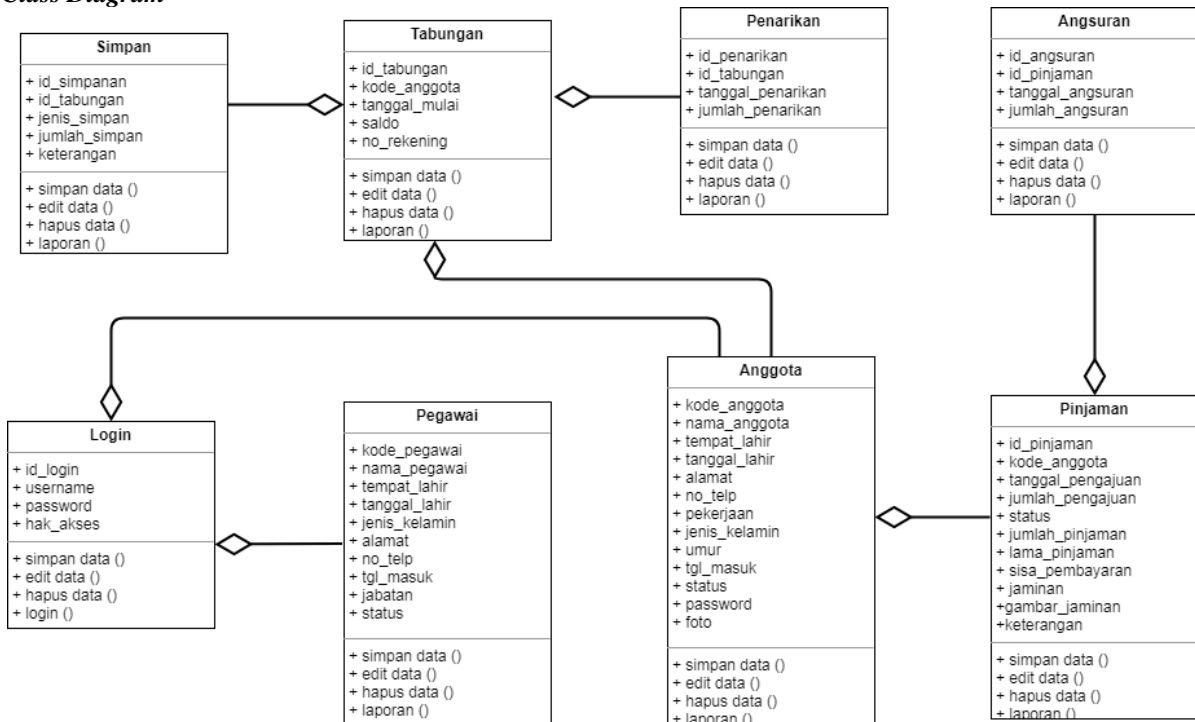 Class Diagram
Simpan
+ id_simpanan
+ id_tabungan
+ jenis_simpan
+ jumlah_simpan
+ keterangan
+ simpan data ()
+ edit data ()
+ hapus data ()
+ laporan ()
Tabungan
+ id_tabungan
+ kode_anggota
+ tanggal_mulai
+ saldo
+ no_rekening
+ simpan data ()
+ edit data ()
+ hapus data ()
+ laporan ()
Penarikan
+ id_penarikan
+ id_tabungan
+ tanggal_penarikan
+ jumlah_penarikan
+ simpan data ()
+ edit data ()
+ hapus data ()
+ laporan ()
Angsuran
+ id_angsuran
+ id_pinjaman
+ tanggal_angsuran
+ jumlah_angsuran
+ simpan data ()
+ edit data ()
+ hapus data ()
+ laporan ()
Login
+ id_login
+ username
+ password
+ hak_akses
+ simpan data ()
+ edit data ()
+ hapus data ()
+ login ()
Pegawai
+ kode_pegawai
+ nama_pegawai
+ tempat_lahir
+ tanggal_lahir
+ jenis_kelamin
+ alamat
+ no_telp
+ tgl_masuk
+ jabatan
+ status
+ simpan data ()
+ edit data ()
+ hapus data ()
+ laporan ()
Anggota
+ kode_anggota
+ nama_anggota
+ tempat_lahir
+ tanggal_lahir
+ alamat
+ no_telp
+ pekerjaan
+ jenis_kelamin
+ umur
+ tgl_masuk
+ status
+ password
+ foto
+ simpan data ()
+ edit data ()
+ hapus data ()
+ laporan ()
Pinjaman
+ id_pinjaman
+ kode_anggota
+ tanggal_pengajuan
+ jumlah_pengajuan
+ status
+ jumlah_pinjaman
+ lama_pinjaman
+ sisa_pembayaran
+ jaminan
+gambar_jaminan
+keterangan
+ simpan data ()
+ edit data ()
+ hapus data ()
+ laporan ()